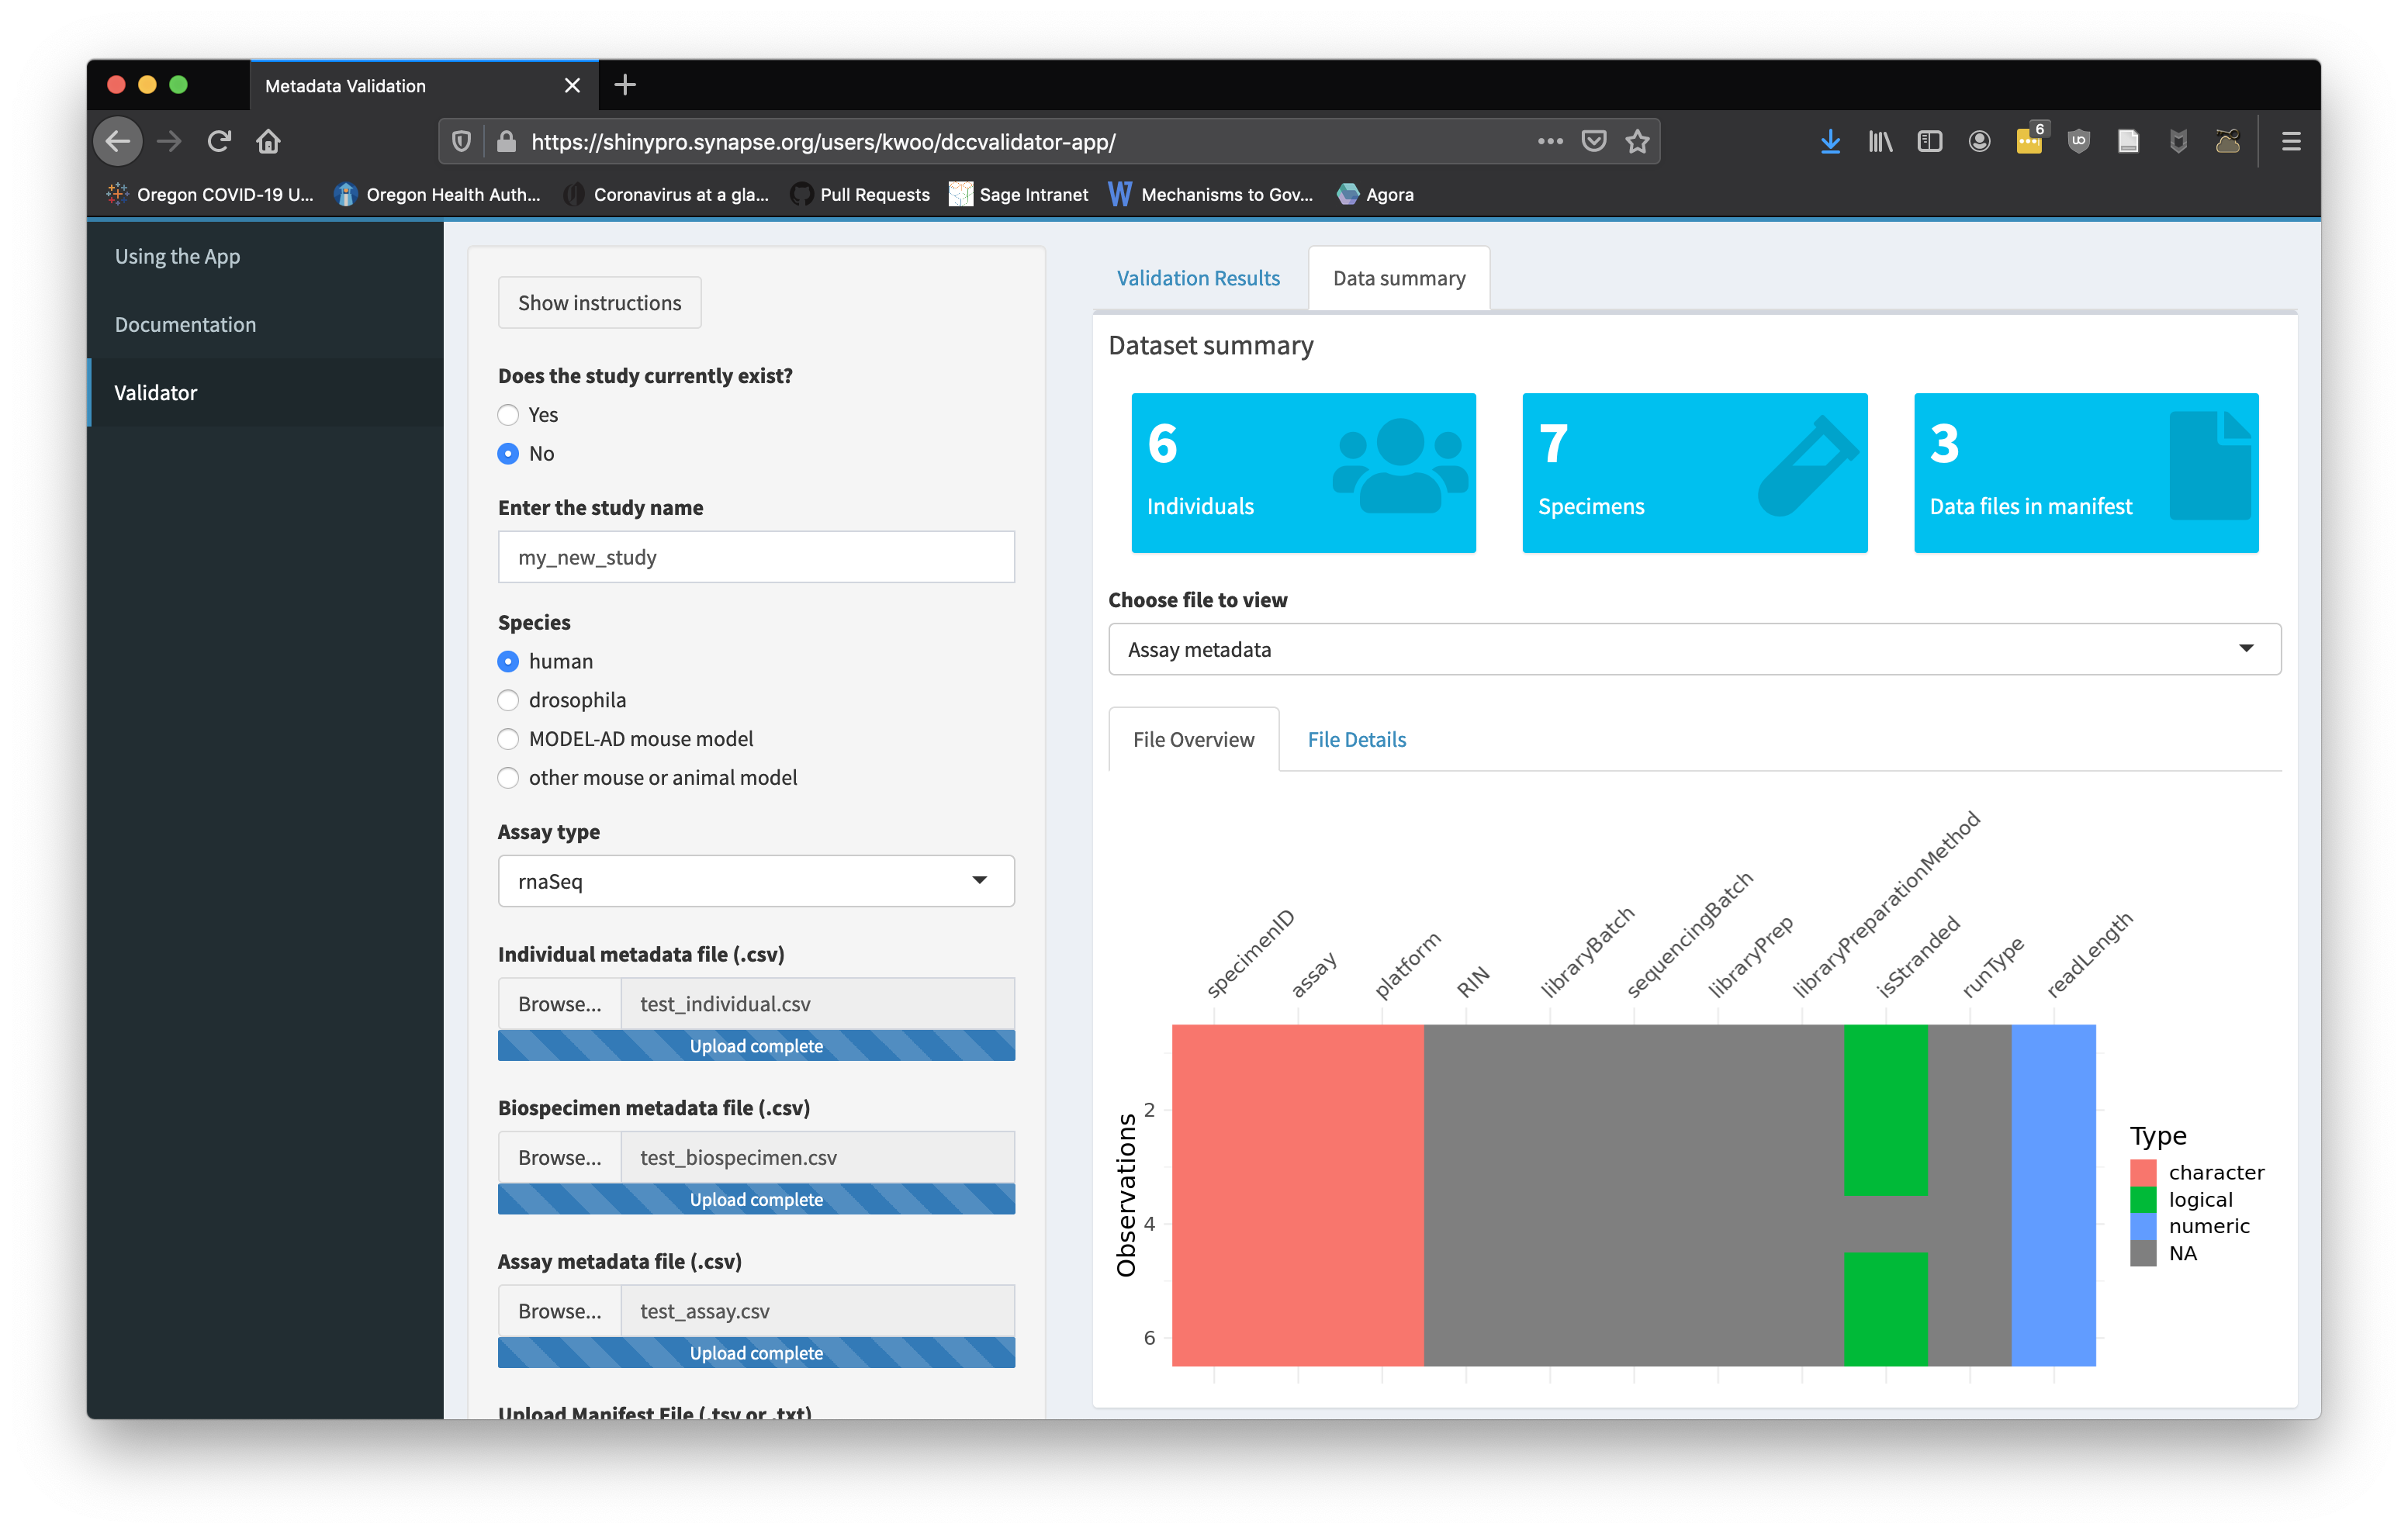 Metadata Validation
https://shinypro.synapse.org/users/kwoo/dccvalidator-app/
6
Oregon COVID-19 U...
Oregon Health Auth...
Coronavirus at a gla...
Pull Requests
Sage Intranet
Mechanisms to Gov...
Agora
Using the App
Documentation
Validator
Show instructions
Does the study currently exist?
Yes
No
Enter the study name
my_new_study
Species
human
drosophila
MODEL-AD mouse model
other mouse or animal model
Assay type
rnaSeq
Individual metadata file (.csv)
Browse... test_individual.csv
Upload complete
Biospecimen metadata file (.csv)
Browse... test_biospecimen.csv
Upload complete
Assay metadata file (.csv)
Browse... test_assay.csv
Upload complete
Upload Manifest File (.tsv or .txt)
Validation Results
Data summary
Dataset summary
6
Individuals
7
Specimens
3
Data files in manifest
Choose file to view
Assay metadata
File Overview
File Details
specimenID
assay
platform
RIN
libraryBatch
sequencingBatch
libraryPrep
libraryPreparationMethod
isStranded
runType
readLength
Observations
2
4
6
Type
character
logical
numeric
NA